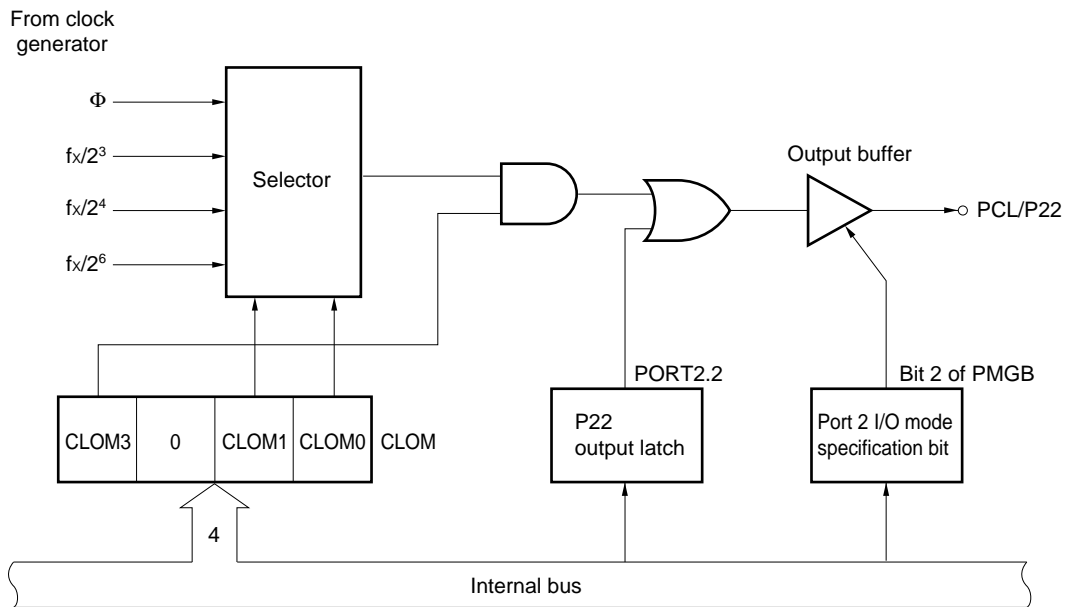 From clock
generator
Φ
fX/2³
fX/2⁴
fX/2⁶
Selector
Output buffer
PCL/P22
PORT2.2
Bit 2 of PMGB
CLOM3
0
CLOM1
CLOM0
CLOM
P22
output latch
Port 2 I/O mode
specification bit
4
Internal bus